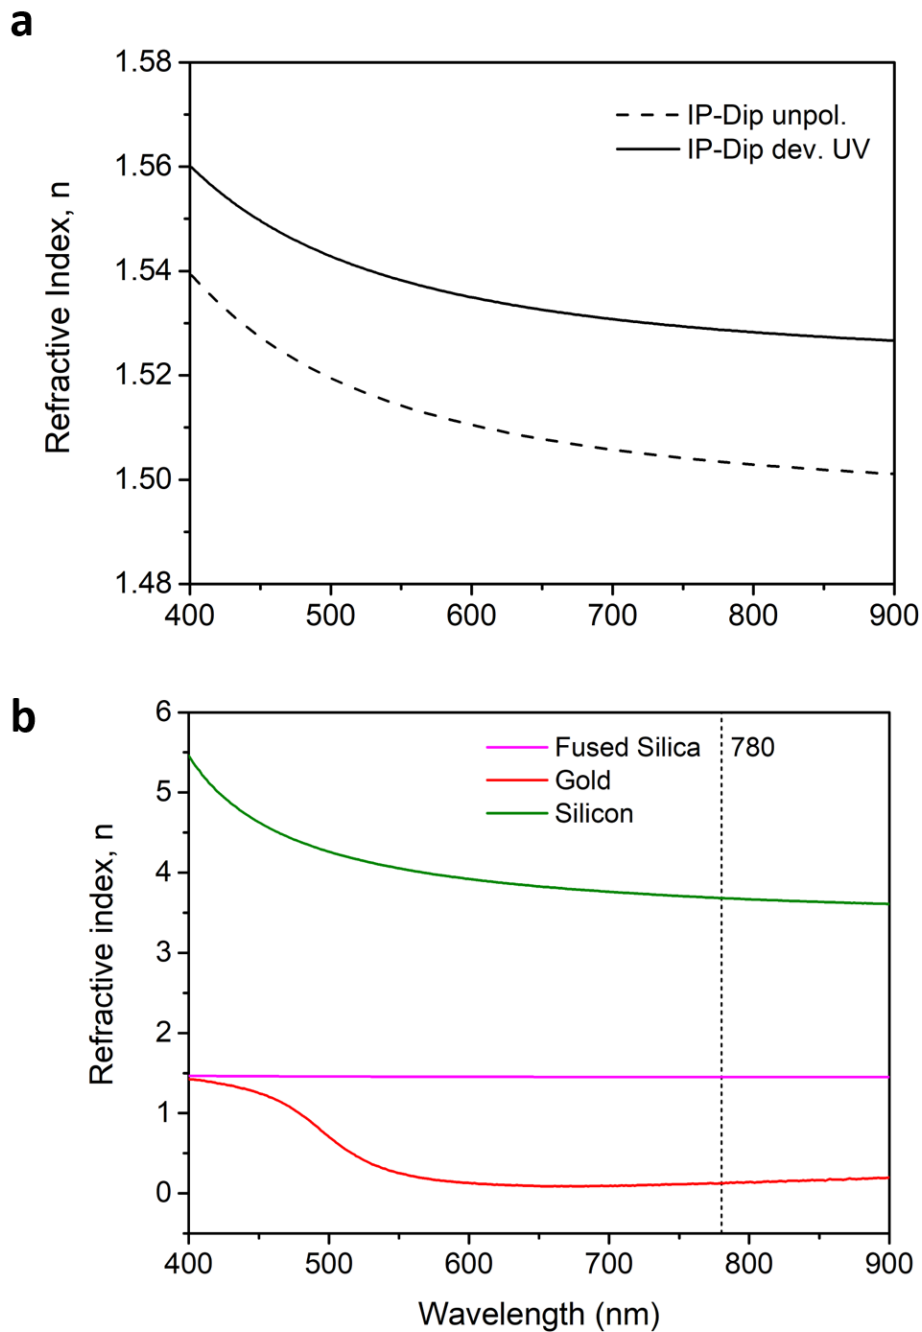 a
1.58
1.56
1.54
1.52
1.50
1.48
Refractive Index, n
IP-Dip unpol.
IP-Dip dev. UV
400 500 600 700 800 900
b
6
5
4
3
2
1
0
Refractive index, n
Fused Silica
Gold
Silicon
780
400 500 600 700 800 900
Wavelength (nm)